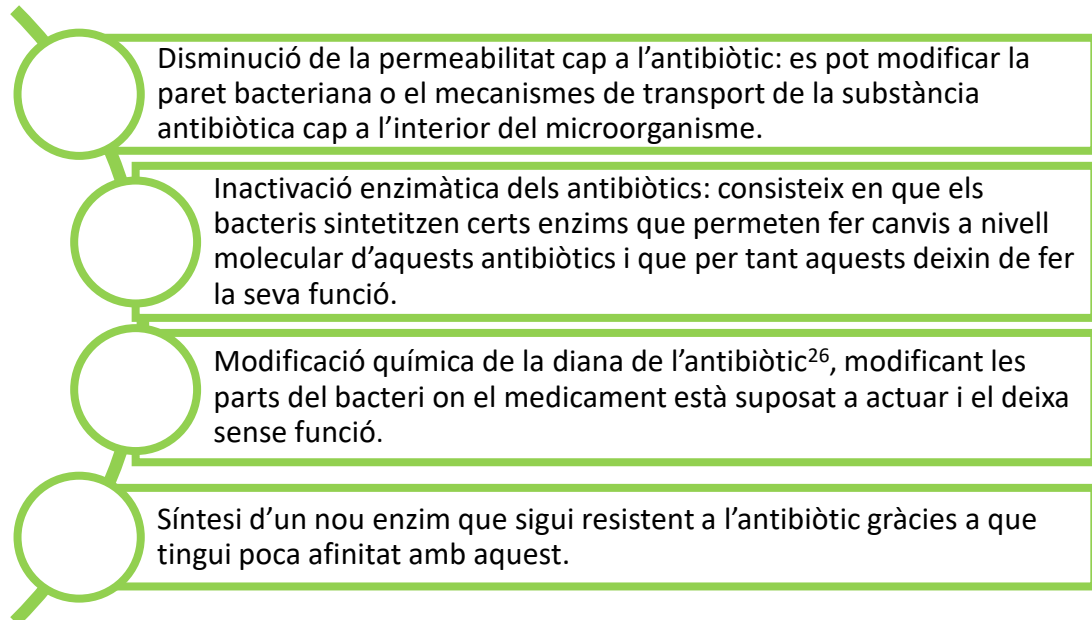 Disminució de la permeabilitat cap a l’antibiòtic: es pot modificar la
paret bacteriana o el mecanismes de transport de la substància
antibiòtica cap a l’interior del microorganisme.
Inactivació enzimàtica dels antibiòtics: consisteix en que els
bacteris sintetitzen certs enzims que permeten fer canvis a nivell
molecular d’aquests antibiòtics i que per tant aquests deixin de fer
la seva funció.
Modificació química de la diana de l’antibiòtic²⁶, modificant les
parts del bacteri on el medicament està suposat a actuar i el deixa
sense funció.
Síntesi d’un nou enzim que sigui resistent a l’antibiòtic gràcies a que
tingui poca afinitat amb aquest.